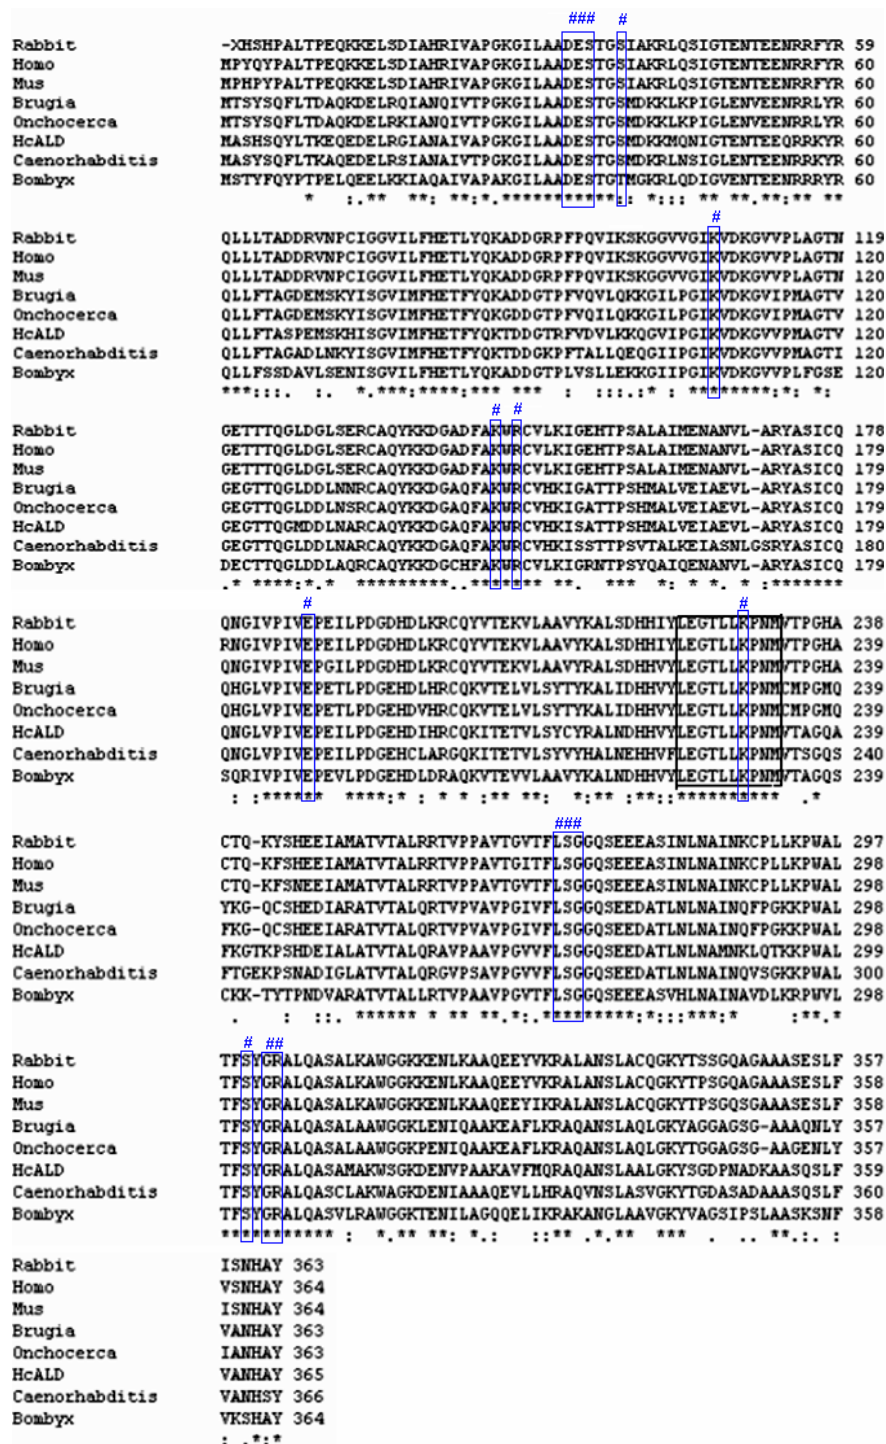 ### #
Rabbit -XHSHPALTPEQKKELSDIAHRIVAPGKGILAADESTGSIAKRLQSIGTENTEENRRFYR 59
Homo MPYQYPALTPEQKKELSDIAHRIVAPGKGILAADESTGSIAKRLQSIGTENTEENRRFYR 60
Mus MPHPYPALTPEQKKELSDIAHRIVAPGKGILAADESTGSIAKRLQSIGTENTEENRRFYR 60
Brugia MTSYSQFLTDAQKDELRQIANQIVTPGKGILAADESTGSMDKKLKPIGLENVEENRRLYR 60
Onchocerca MTSYSQFLTDAQKDELRKIANQIVTPGKGILAADESTGSMDKKLKPIGLENVEENRRLYR 60
HcALD MASHSQYLTKEQEDELRGIANAIVAPGKGILAADESTGSMDKKMQNIGTENTEEQRRKYR 60
Caenorhabditis MASYSQFLTKAQEDELRSIANAIVAPGKGILAADESTGSMDKRLNSIGLENTEENRRKYR 60
Bombyx MSTYFQYPTPELQEELKKIAQAIVAPAKGILAADESTGTMGKRLQDIGVENTEENRRRYR 60
* :.** **: **:*.***********::.*:::: ** **.**:** **
#
Rabbit QLLLTADDRVNPCIGGVILFHETLYQKADDGRPFPQVIKSKGGVVGIKVDKGVVPLAGTN 119
Homo QLLLTADDRVNPCIGGVILFHETLYQKADDGRPFPQVIKSKGGVVGIKVDKGVVPLAGTN 120
Mus QLLLTADDRVNPCIGGVILFHETLYQKADDGRPFPQVIKSKGGVVGIKVDKGVVPLAGTN 120
Brugia QLLFTAGDEMSKYISGVIMFHETFYQKADDGTPFVQVLQKKGILPGIKVDKGVVPMAGTV 120
Onchocerca QLLFTAGDEMSKYISGVIMFHETFYQKGDDGTPFVQVLQKKGILPGIKVDKGVVPMAGTV 120
HcALD QLLFTASPEMSKHISGVIMFHETFYQKTDDGTRFVDVLKKQGVIPGIKVDKGVVPMAGTV 120
Caenorhabditis QLLFTAGADLNKYISGVIMFHETFYQKTDDGKPFTALLQEQGIIPGIKVDKGVVPMAGTI 120
Bombyx QLLFSSDAVLSENISGVILFHETLYQKADDGTPLVSLLEKKGIIPGIKVDKGVVPLFGSE 120
***:::. :. *.***:****:*** *** : ::..* : **********: *:
# #
Rabbit GETTTQGLDGLSERCAQYKKDGADFAKWRCVLKIGEHTPSALAIMENANVL-ARYASICQ 178
Homo GETTTQGLDGLSERCAQYKKDGADFAKWRCVLKIGEHTPSALAIMENANVL-ARYASICQ 179
Mus GETTTQGLDGLSERCAQYKKDGADFAKWRCVLKIGEHTPSALAIMENANVL-ARYASICQ 179
Brugia GEGTTQGLDDLNNRCAQYKKDGAQFAKWRCVHKIGATTPSHMALVEIAEVL-ARYASICQ 179
Onchocerca GEGTTQGLDDLNSRCAQYKKDGAQFAKWRCVHKIGATTPSHMALVEIAEVL-ARYASICQ 179
HcALD GEGTTQGMDDLNARCAQYKKDGAQFAKWRCVHKISATTPSHMALVEIAEVL-ARYASICQ 179
Caenorhabditis GEGTTQGLDDLNARCAQYKKDGAQFAKWRCVHKISSTTPSVTALKEIASNLGSRYASICQ 180
Bombyx DECTTQGLDDLAQRCAQYKKDGCHFAKWRCVLKIGRNTPSYQAIQENANVL-ARYASICQ 179
.* ****:*.* *********..******* **. *** *: * *. * :*******
# #
Rabbit QNGIVPIVEPEILPDGDHDLKRCQYVTEKVLAAVYKALSDHHIYLEGTLLKPNMVTPGHA 238
Homo RNGIVPIVEPEILPDGDHDLKRCQYVTEKVLAAVYKALSDHHIYLEGTLLKPNMVTPGHA 239
Mus QNGIVPIVEPGILPDGDHDLKRCQYVTEKVLAAVYRALSDHHIYLEGTLLKPNMVTPGHA 239
Brugia QHGLVPIVEPETLPDGEHDLHRCQKVTELVLSYTYKALIDHHVYLEGTLLKPNMCMPGMQ 239
Onchocerca QHGLVPIVEPETLPDGEHDVHRCQKVTELVLSYTYKALIDHHVYLEGTLLKPNMCMPGMQ 239
HcALD QNGLVPIVEPEILPDGEHDIHRCQKITETVLSYCYRALNDHHVYLEGTLLKPNMVTAGQA 239
Caenorhabditis QNGLVPIVEPEILPDGEHCLARGQKITETVLSYVYHALNEHHVFLEGTLLKPNMVTSGQS 240
Bombyx SQRIVPIVEPEVLPDGEHDLDRAQKVTEVVLAAVYKALNDHHVYLEGTLLKPNMVTAGQS 239
: :****** ****:* : * * :** **: *:** :**::********** .*
###
Rabbit CTQ-KYSHEEIAMATVTALRRTVPPAVTGVTFLSGGQSEEEASINLNAINKCPLLKPWAL 297
Homo CTQ-KFSHEEIAMATVTALRRTVPPAVTGITFLSGGQSEEEASINLNAINKCPLLKPWAL 298
Mus CTQ-KFSNEEIAMATVTALRRTVPPAVTGVTFLSGGQSEEEASINLNAINKCPLLKPWAL 298
Brugia YKG-QCSHEDIARATVTALQRTVPVAVPGIVFLSGGQSEEDATLNLNAINQFPGKKPWAL 298
Onchocerca FKG-QCSHEDIARATVTALQRTVPVAVPGIVFLSGGQSEEDATLNLNAINQFPGKKPWAL 298
HcALD FKGTKPSHDEIALATVTALQRAVPAAVPGVVFLSGGQSEEDATLNLNAMNKLQTKKPWAL 299
Caenorhabditis FTGEKPSNADIGLATVTALQRGVPSAVPGVVFLSGGQSEEDATLNLNAINQVSGKKPWAL 300
Bombyx CKK-TYTPNDVARATVTALLRTVPAAVPGVTFLSGGQSEEEASVHLNAINAVDLKRPWVL 298
. : ::. ****** * ** **.*:.*********:*::***:* :**.*
# ##
Rabbit TFSYGRALQASALKAWGGKKENLKAAQEEYVKRALANSLACQGKYTSSGQAGAAASESLF 357
Homo TFSYGRALQASALKAWGGKKENLKAAQEEYVKRALANSLACQGKYTPSGQAGAAASESLF 358
Mus TFSYGRALQASALKAWGGKKENLKAAQEEYIKRALANSLACQGKYTPSGQSGAAASESLF 358
Brugia TFSYGRALQASALAAWGGKLENIQAAKEAFLKRAQANSLAQLGKYAGGAGSG-AAAQNLY 357
Onchocerca TFSYGRALQASALAAWGGKPENIQAAKEAFLKRAQANSLAQLGKYTGGAGSG-AAGENLY 357
HcALD TFSYGRALQASAMAKWSGKDENVPAAKAVFMQRAQANSLAALGKYSGDPNADKAASQSLF 359
Caenorhabditis TFSYGRALQASCLAKWAGKDENIAAAQEVLLHRAQVNSLASVGKYTGDASADAAAASQSLF 360
Bombyx TFSYGRALQASVLRAWGGKTENILAGQQELIKRAKANGLAAVGKYVAGSIPSLAASKSNF 358
*********** : *.** **: *.: ::** .*.** *** . . **.:. :
Rabbit ISNHAY 363
Homo VSNHAY 364
Mus ISNHAY 364
Brugia VANHAY 363
Onchocerca IANHAY 363
HcALD VANHAY 365
Caenorhabditis VANHSY 366
Bombyx VKSHAY 364
: .*:*